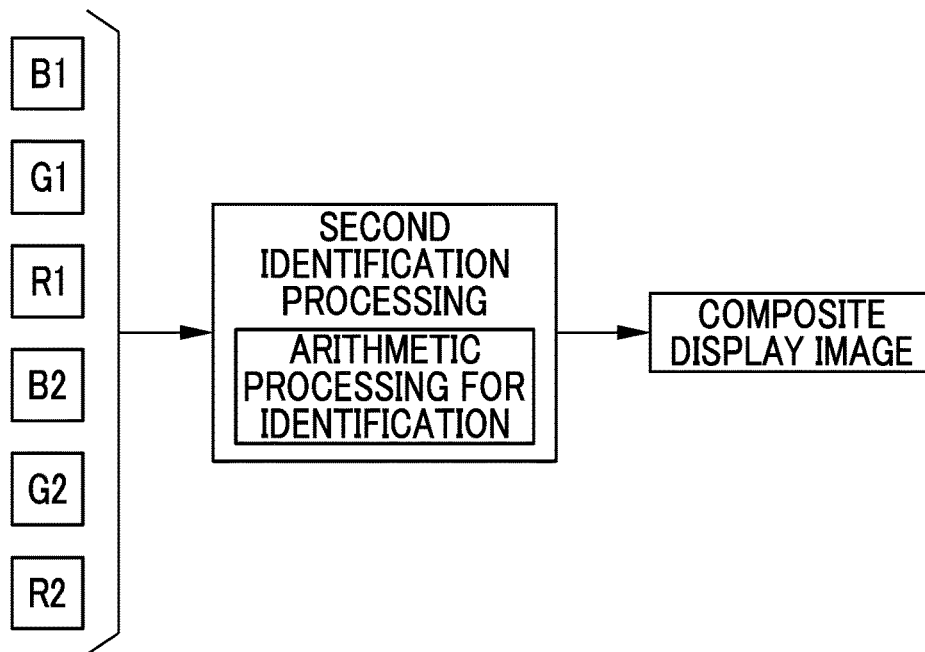 B1
G1
R1
B2
G2
R2
SECOND
IDENTIFICATION
PROCESSING
ARITHMETIC
PROCESSING FOR
IDENTIFICATION
COMPOSITE
DISPLAY IMAGE